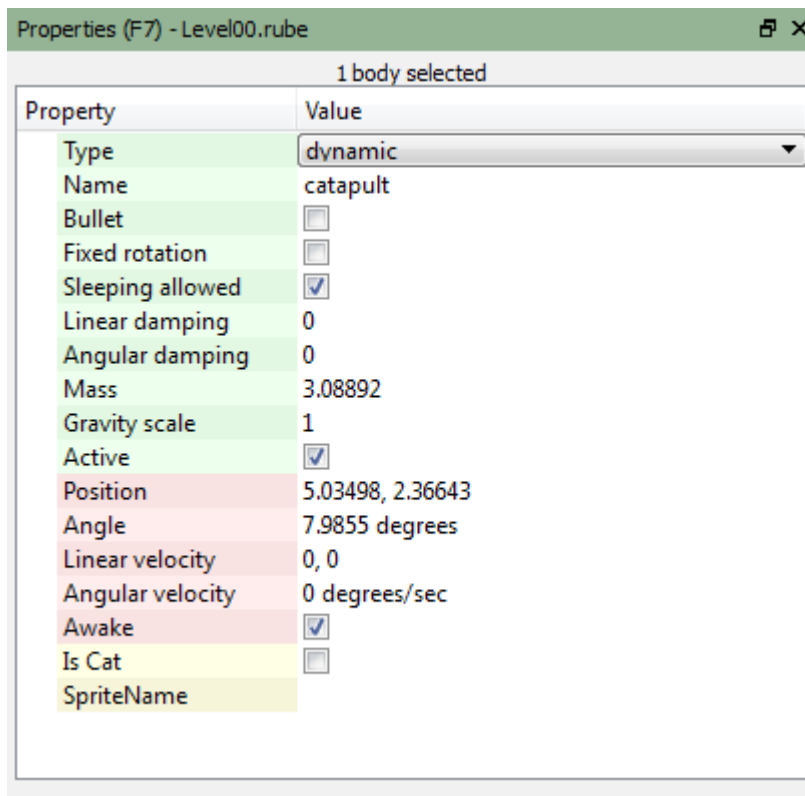 Properties (F7) - Level00.rube
1 body selected
Property Value
Type dynamic
Name catapult
Bullet
Fixed rotation
Sleeping allowed
Linear damping 0
Angular damping 0
Mass 3.08892
Gravity scale 1
Active
Position 5.03498, 2.36643
Angle 7.9855 degrees
Linear velocity 0, 0
Angular velocity 0 degrees/sec
Awake
Is Cat
SpriteName